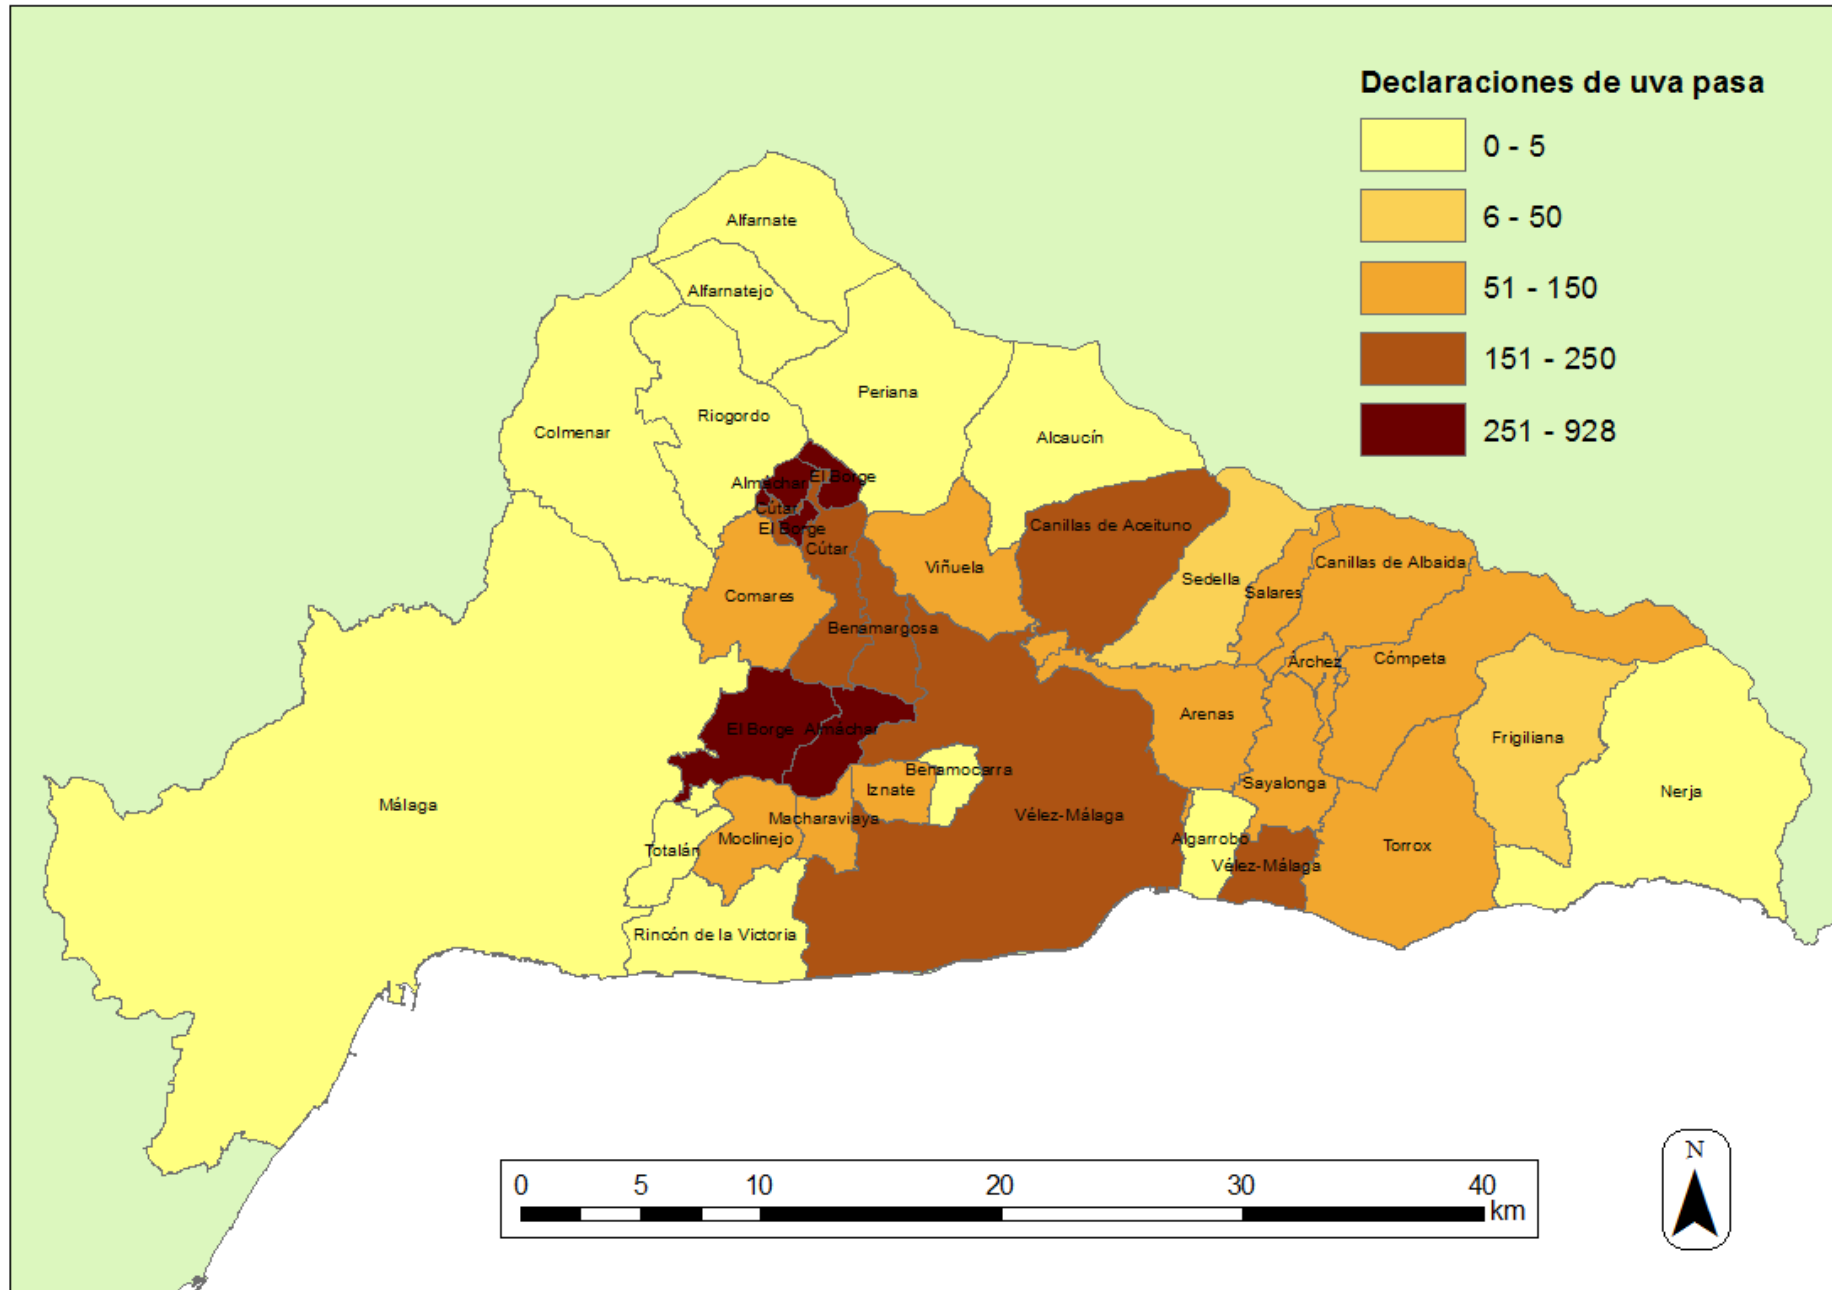 Declaraciones de uva pasa
0 - 5
6 - 50
51 - 150
151 - 250
251 - 928
Alfarnate
Alfarnatejo
Periana
Riogordo
Colmenar
Alcaucín
El Borge
Almáchar
Cútar
El Borge
Canillas de Aceituno
Cútar
Viñuela
Canillas de Albaida
Sedella
Salares
Comares
Benamargosa
Árchez
Cómpeta
Arenas
El Borge
Almáchar
Frigiliana
Benamocarra
Sayalonga
Iznate
Nerja
Málaga
Macharaviaya
Vélez-Málaga
Moclinejo
Algarrobo
Torrox
Totalán
Vélez-Málaga
Rincón de la Victoria
N
0 5 10 20 30 40
km